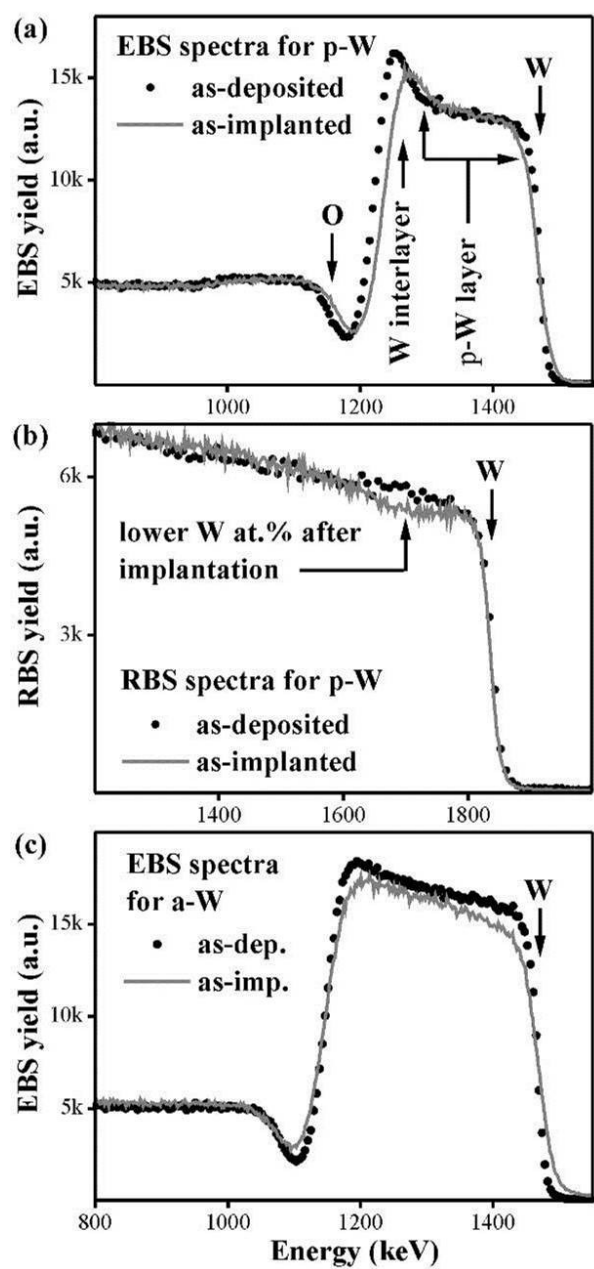 (a)
EBS spectra for p-W
as-deposited
as-implanted
W
O
W interlayer
p-W layer
15k
10k
5k
EBS yield (a.u.)
1000
1200
1400
(b)
W
lower W at.% after
implantation
RBS spectra for p-W
as-deposited
as-implanted
6k
3k
RBS yield (a.u.)
1400
1600
1800
(c)
EBS spectra
for a-W
as-dep.
as-imp.
W
15k
10k
5k
EBS yield (a.u.)
800
1000
1200
1400
Energy (keV)